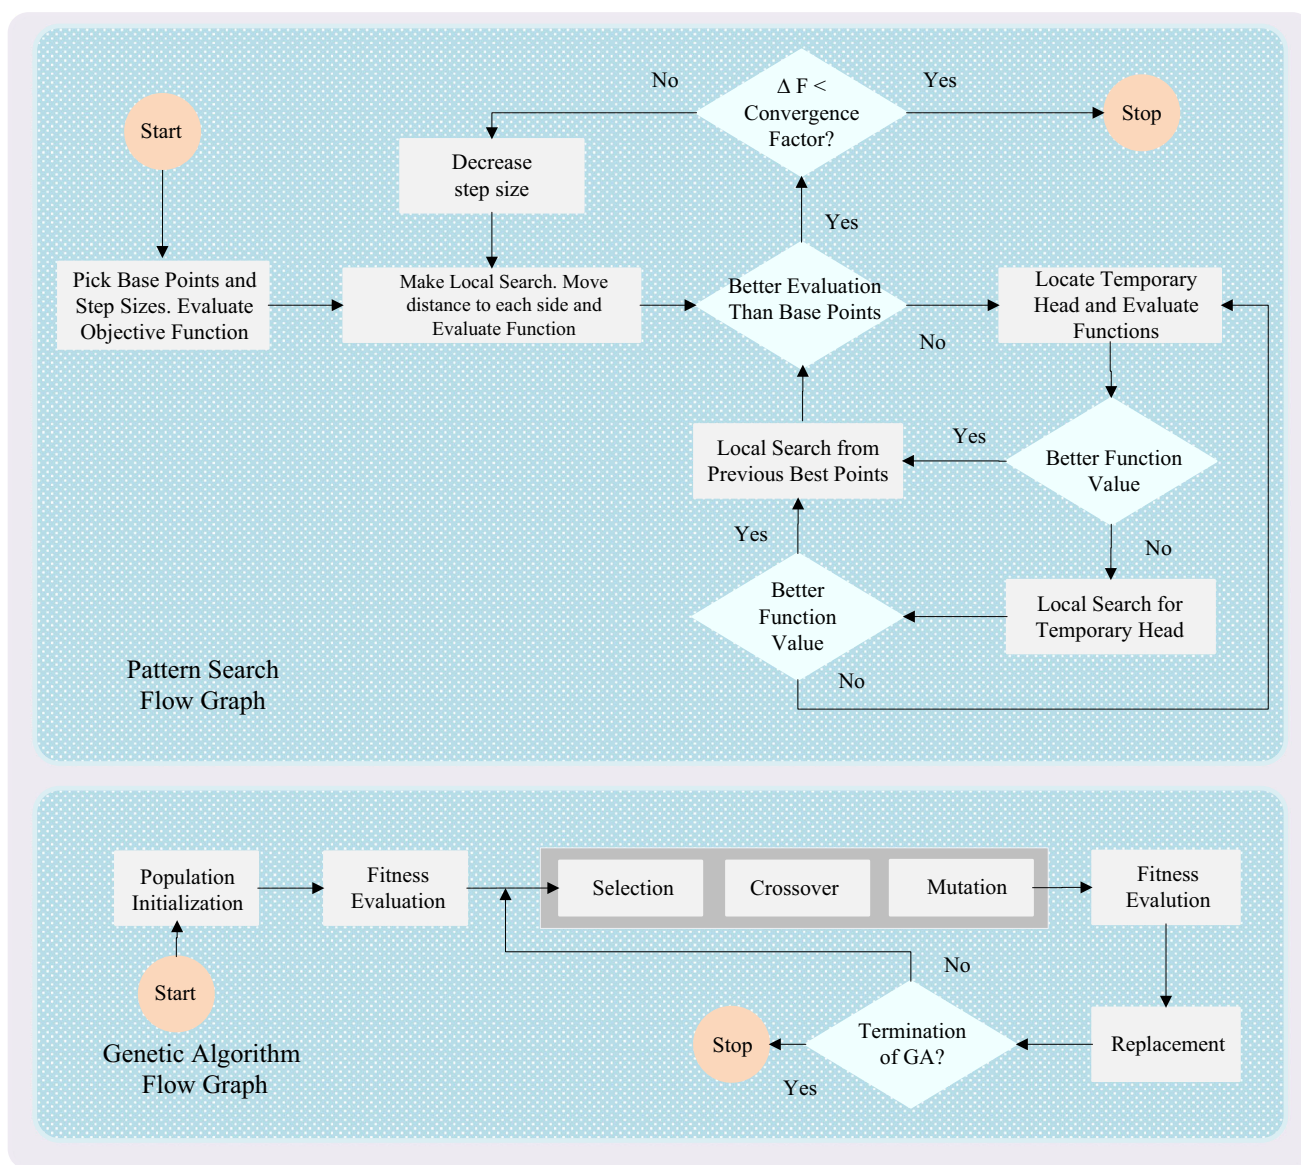 No
Δ F <
Convergence
Factor?
Yes
Stop
Start
Decrease
step size
Yes
Pick Base Points and
Step Sizes. Evaluate
Objective Function
Make Local Search. Move
distance to each side and
Evaluate Function
Better Evaluation
Than Base Points
No
Locate Temporary
Head and Evaluate
Functions
Local Search from
Previous Best Points
Yes
Better Function
Value
Yes
No
Better
Function
Value
Local Search for
Temporary Head
No
Pattern Search
Flow Graph
Population
Initialization
Fitness
Evaluation
Selection
Crossover
Mutation
Fitness
Evalution
No
Start
Stop
Termination
of GA?
Replacement
Yes
Genetic Algorithm
Flow Graph